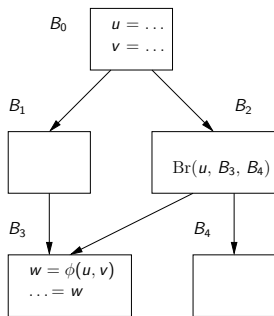 B₀
u = ...
v = ...
B₁
B₂
Br(u, B₃, B₄)
B₃
B₄
w = ϕ(u, v)
... = w